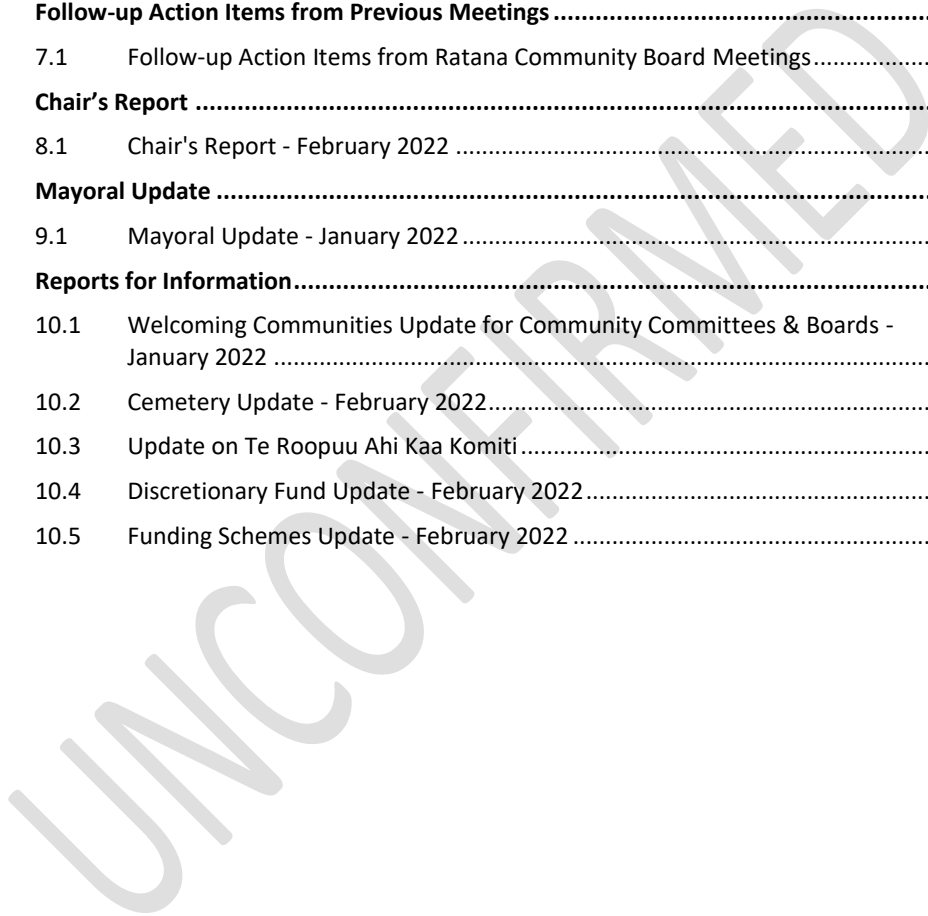 Follow-up Action Items from Previous Meetings ................................................................
7.1 Follow-up Action Items from Ratana Community Board Meetings ....................
Chair's Report ................................................................
8.1 Chair's Report - February 2022 ................................................................
Mayoral Update ................................................................
9.1 Mayoral Update - January 2022 ................................................................
Reports for Information ................................................................
10.1 Welcoming Communities Update for Community Committees & Boards -
January 2022 ................................................................
10.2 Cemetery Update - February 2022 ................................................................
10.3 Update on Te Roopuu Ahi Kaa Komiti ................................................................
10.4 Discretionary Fund Update - February 2022 ................................................................
10.5 Funding Schemes Update - February 2022 ................................................................
UNCONFIRMED